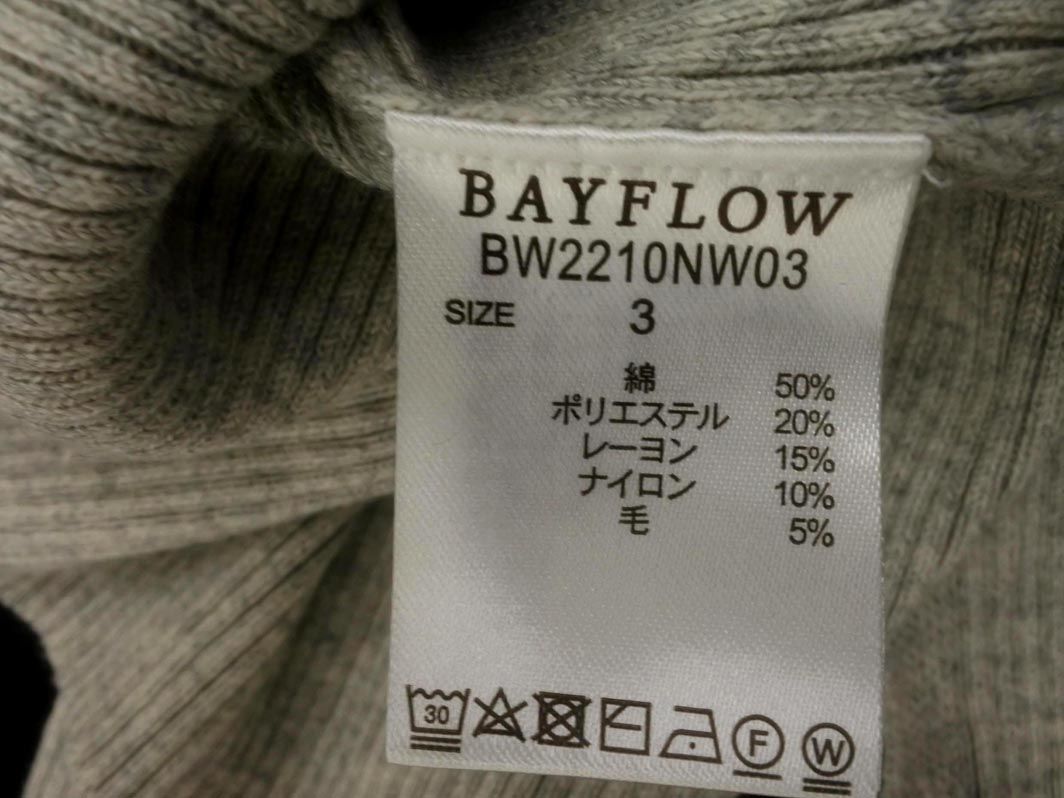 BAYFLOW
BW2210NW03
SIZE 3
綿 50%
ポリエステル 20%
レーヨン 15%
ナイロン 10%
毛 5%
30 F W